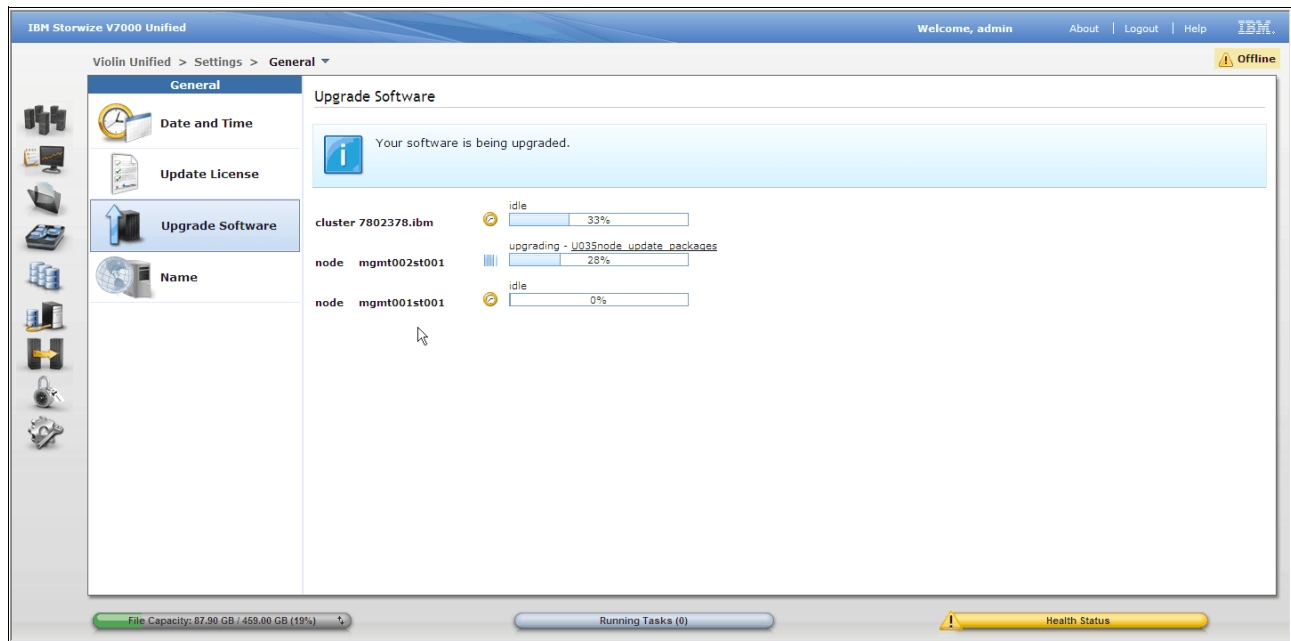 IBM Storwize V7000 Unified
Welcome, admin
About | Logout | Help
IBM.
Violin Unified > Settings > General
Offline
General
Date and Time
Update License
Upgrade Software
Name
Upgrade Software
Your software is being upgraded.
cluster 7802378.ibm
idle
33%
node mgmt002st001
upgrading - U035node_update_packages
28%
node mgmt001st001
idle
0%
File Capacity: 87.90 GB / 459.00 GB (19%)
Running Tasks (0)
Health Status